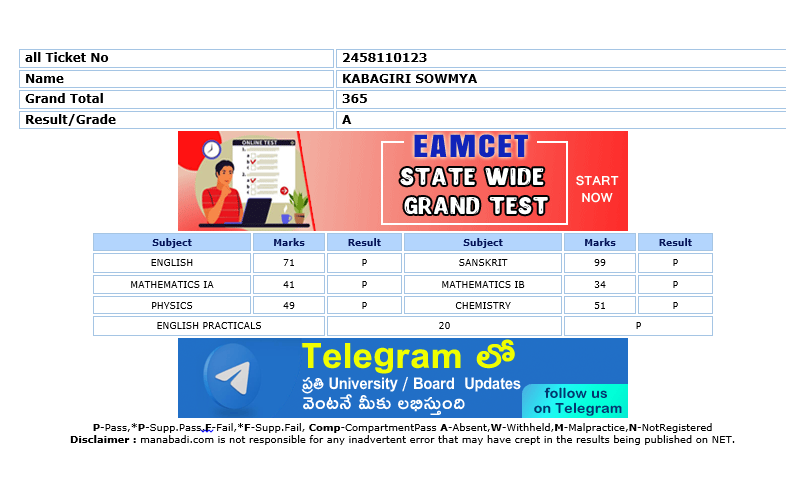 all Ticket No 2458110123
Name KABAGIRI SOWMYA
Grand Total 365
Result/Grade A
ONLINE TEST
1.
2.
EAMCET
STATE WIDE
GRAND TEST
START
NOW
Subject Marks Result Subject Marks Result
ENGLISH 71 P SANSKRIT 99 P
MATHEMATICS IA 41 P MATHEMATICS IB 34 P
PHYSICS 49 P CHEMISTRY 51 P
ENGLISH PRACTICALS 20 P
Telegram లో
ప్రతి University / Board Updates
వెంటనే మీకు లభిస్తుంది
follow us
on Telegram
P-Pass,*P-Supp.Pass,F-Fail,*F-Supp.Fail, Comp-CompartmentPass A-Absent,W-Withheld,M-Malpractice,N-NotRegistered
Disclaimer : manabadi.com is not responsible for any inadvertent error that may have crept in the results being published on NET.